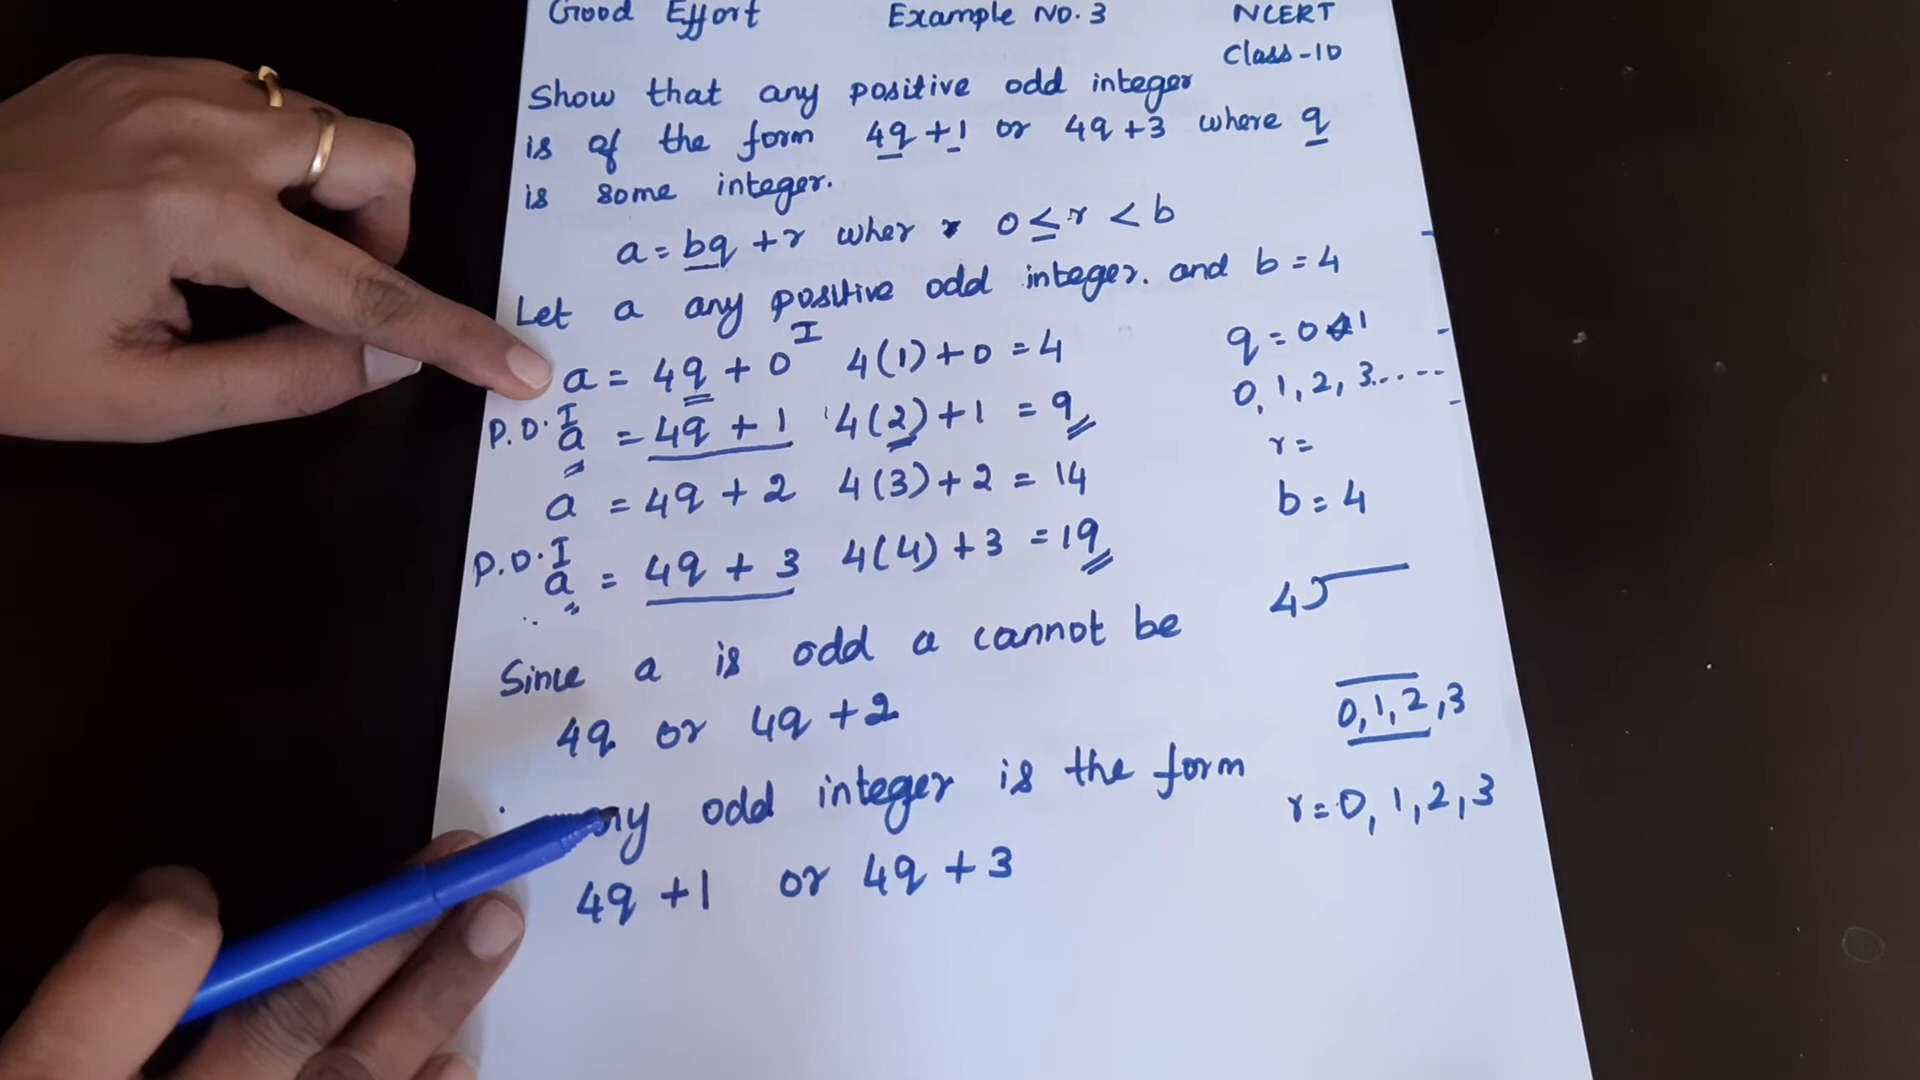 Good Effort Example No. 3 NCERT
Class-10
Show that any positive odd integer
is of the form 4q +1 or 4q +3 where q
is some integer.
a = bq + r wher 0 ≤ r < b
Let a any positive odd integer. and b = 4
I
a = 4q + 0 4(1) + 0 = 4
q = 0 1
0, 1, 2, 3.....
P.O.I
a = 4q + 1 4(2) + 1 = 9
r =
a = 4q + 2 4(3) + 2 = 14
b = 4
P.O.I
a = 4q + 3 4(4) + 3 = 19
4
Since a is odd a cannot be
4q or 4q + 2
0, 1, 2, 3
any odd integer is the form
r = 0, 1, 2, 3
4q + 1 or 4q + 3